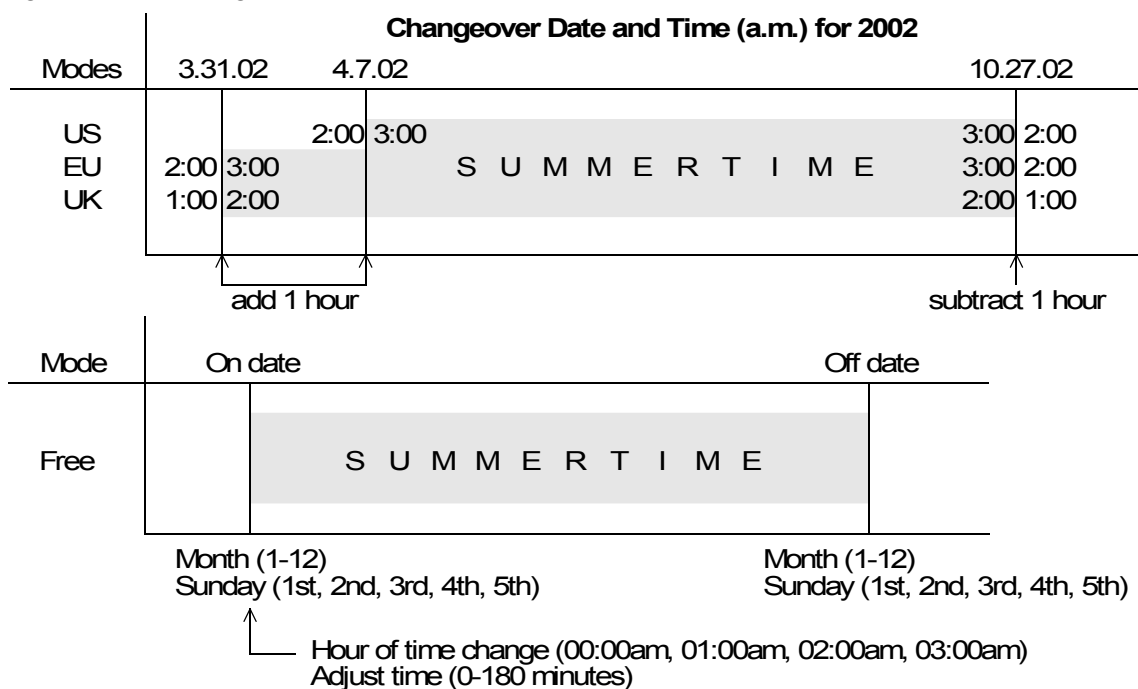 Changeover Date and Time (a.m.) for 2002
Modes 3.31.02 4.7.02 10.27.02
US 2:00 3:00 3:00 2:00
EU 2:00 3:00 S U M M E R T I M E 3:00 2:00
UK 1:00 2:00 2:00 1:00
add 1 hour subtract 1 hour
Mode On date Off date
Free S U M M E R T I M E
Month (1-12) Month (1-12)
Sunday (1st, 2nd, 3rd, 4th, 5th) Sunday (1st, 2nd, 3rd, 4th, 5th)
Hour of time change (00:00am, 01:00am, 02:00am, 03:00am)
Adjust time (0-180 minutes)